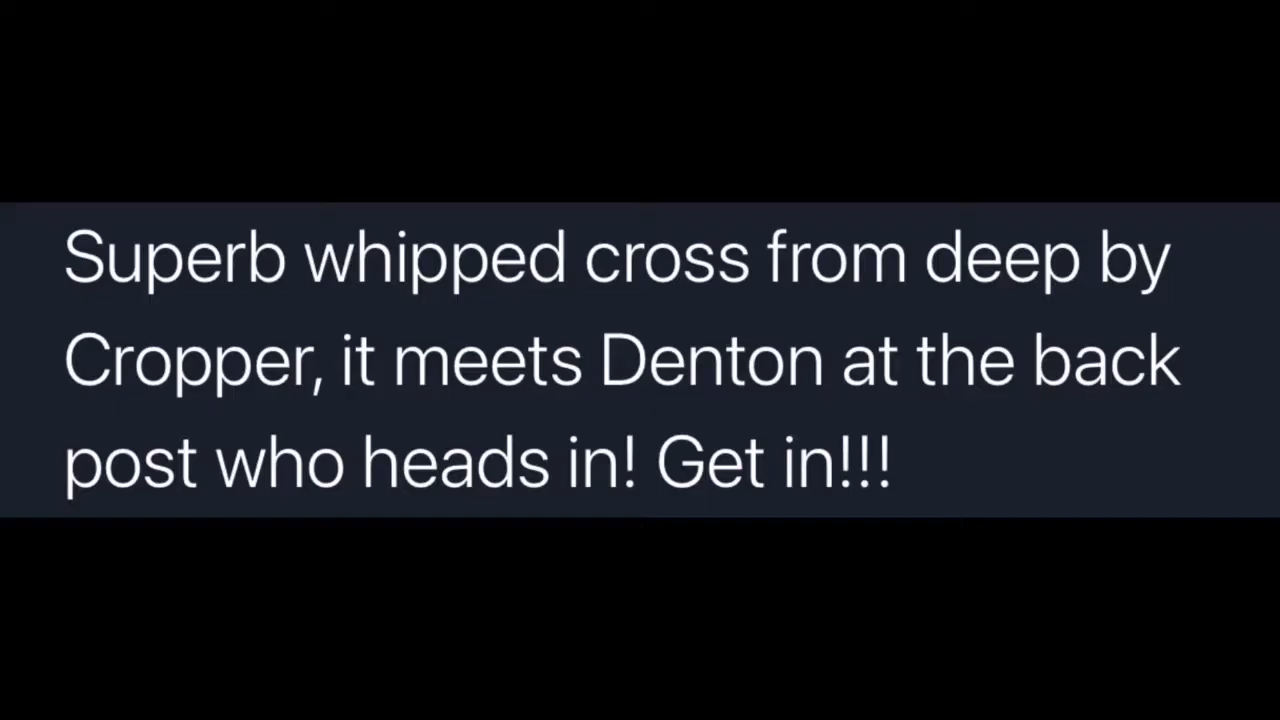 Superb whipped cross from deep by
Cropper, it meets Denton at the back
post who heads in! Get in!!!